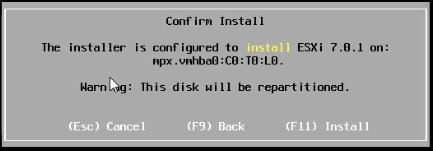 Confirm Install
The installer is configured to install ESXi 7.0.1 on:
mpx.vmhba0:C0:T0:L0.
Warning: This disk will be repartitioned.
(Esc) Cancel (F9) Back (F11) Install